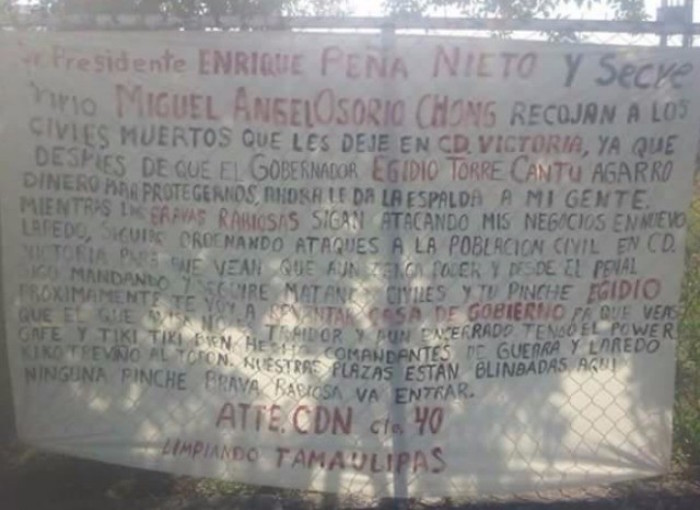 Presidente ENRIQUE PEÑA NIETO Y Secre
MIGUEL ANGEL OSORIO CHONG RECOJAN A LOS
CIVLES MUERTOS QUE LES DEJE EN CD. VICTORIA, YA QUE
DESPUES DE QUE EL GOBERNADOR EGIDIO TORRE CANTU AGARRO
DINERO PARA PROTEGERNOS, AHORA LE DA LA ESPALDA A MI GENTE.
MIENTRAS LAS BRAVAS RABIOSAS SIGAN ATACANDO MIS NEGOCIOS EN NUEVO
LAREDO, ORDENANDO ATAQUES A LA POBLACION CIVIL EN CD.
VICTORIA PARA QUE VEAN QUE AUN TENGO PODER Y DESDE EL PENAL
SIGO MANDANDO Y SEGUIRE MATANDO CIVILES Y TU PINCHE EGIDIO
PROXIMAMENTE TE VOY A REVENTAR CASA DE GOBIERNO PA QUE VEAS
QUE EL QUE NO TRAIDOR Y AUN ENCERRADO TENGO EL POWER
CAFE Y TIKI TIKI BIEN COMANDANTES DE GUERRA Y LAREDO
KIKO TREVIÑO AL TOPON. NUESTRAS PLAZAS ESTAN BLINDADAS AQUI
NINGUNA PINCHE BRAVA RABIOSA VA ENTRAR.
ATTE. CDN 40
LIMPIANDO TAMAULIPAS